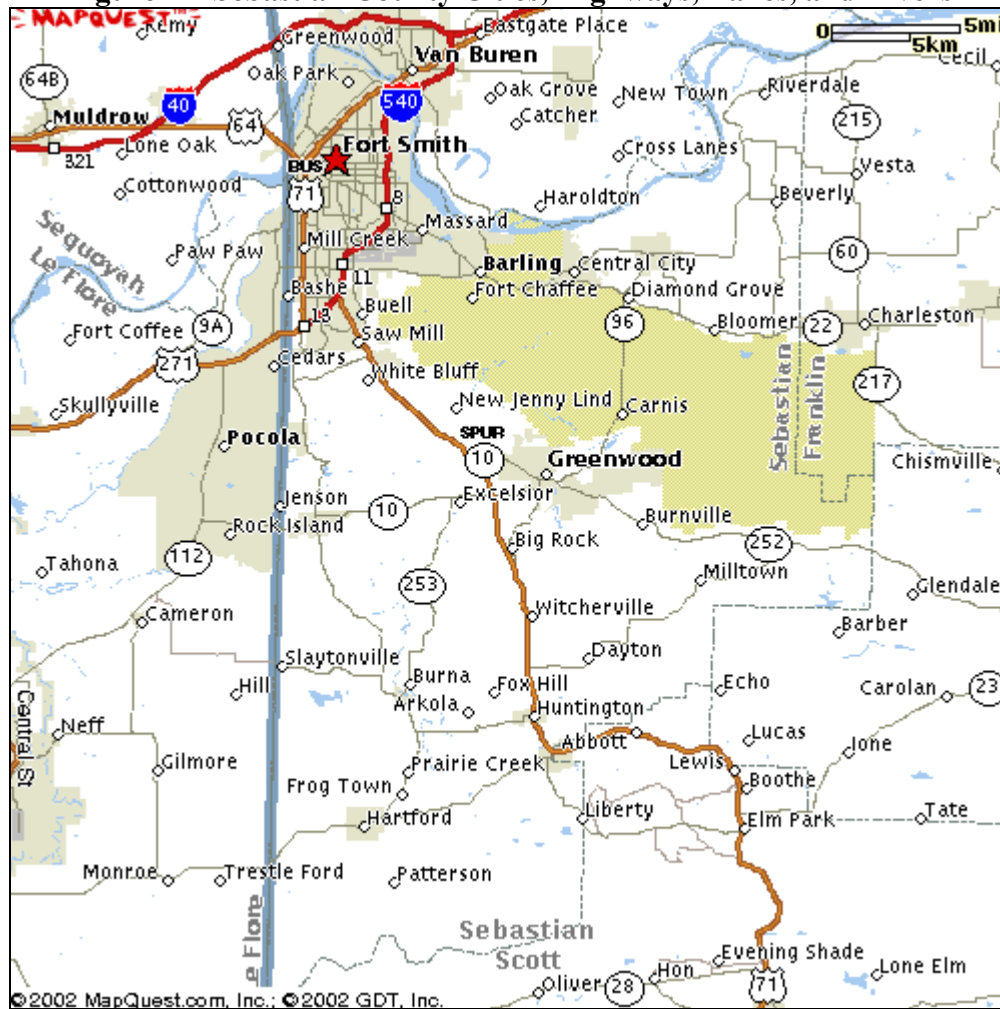 MAPQUEST
Remy
Greenwood
Eastgate Place
0 5mi
5km
Cecil
64B
Oak Park
Van Buren
Oak Grove
New Town
Riverdale
40
540
Muldrow
64
Catcher
215
321
Lone Oak
BUS
Fort Smith
Cross Lanes
Vesta
71
Cottonwood
8
Haroldton
Beverly
Massard
Sequoyah
Le Flore
Paw Paw
Mill Creek
60
11
Barling
Central City
Bashe
Buell
Fort Chaffee
Diamond Grove
9A
13
Fort Coffee
Saw Mill
96
Bloomer
22
Charleston
271
Cedars
White Bluff
Sebastian
Franklin
217
Skullyville
New Jenny Lind
Carnis
Pocola
SPUR
10
Greenwood
Chismville
Jenson
10
Excelsior
Rock Island
Burnville
112
Big Rock
252
Tahona
253
Milltown
Glendale
Cameron
Witcherville
Barber
Slaytonville
Dayton
Hill
Burna
Fox Hill
Echo
Carolan
23
Arkola
Huntington
Central St
Neff
Abbott
Lucas
Jone
Gilmore
Prairie Creek
Lewis
Boothe
Frog Town
Hartford
Liberty
Elm Park
Tate
Monroe
Trestle Ford
Patterson
Le Flore
Sebastian
Scott
Evening Shade
Oliver
28
Hon
71
Lone Elm
©2002 MapQuest.com, Inc.; ©2002 GDT, Inc.